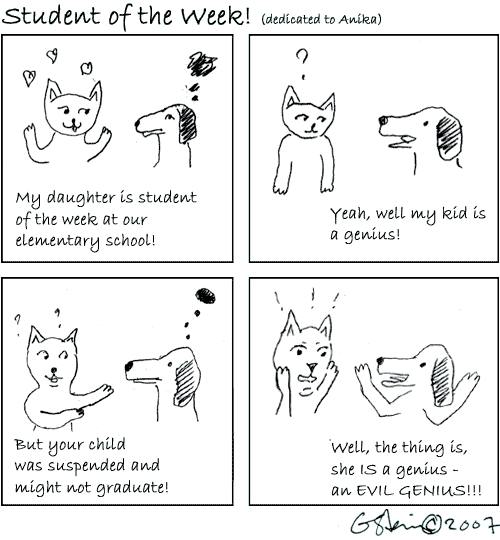 Student of the Week! (dedicated to Anika)
?
My daughter is student
of the week at our
elementary school!
Yeah, well my kid is
a genius!
? ?
But your child
was suspended and
might not graduate!
! ! !
Well, the thing is,
she IS a genius -
an EVIL GENIUS!!!
©2007